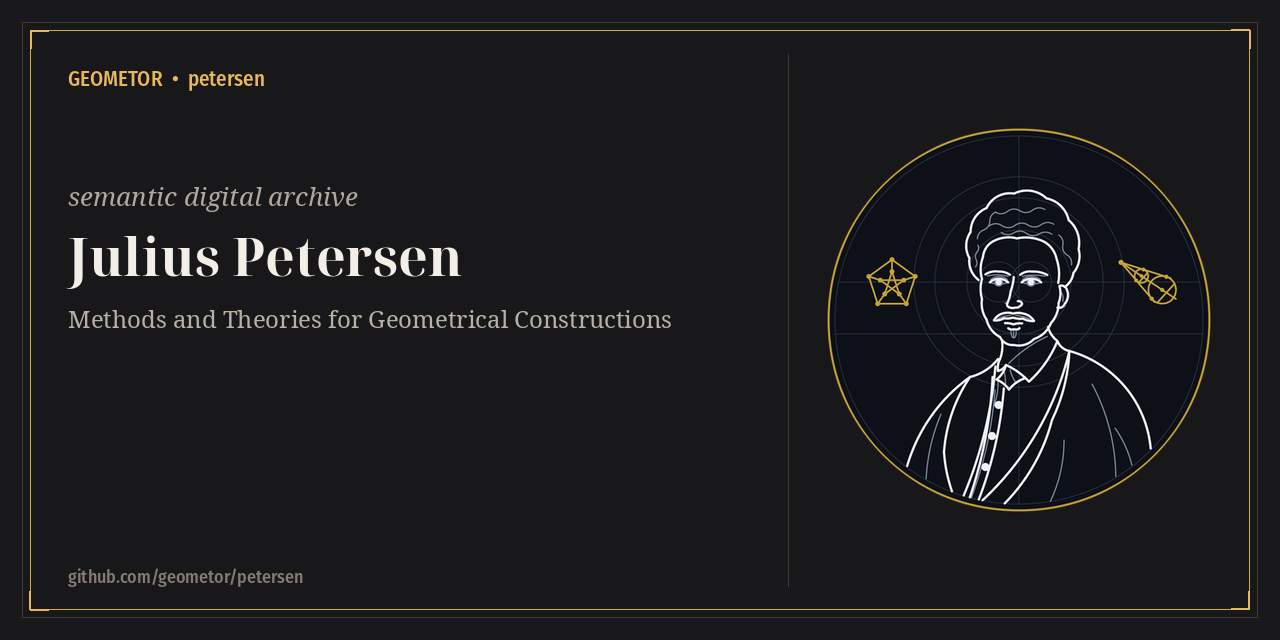 GEOMETOR • petersen
semantic digital archive
Julius Petersen
Methods and Theories for Geometrical Constructions
github.com/geometor/petersen